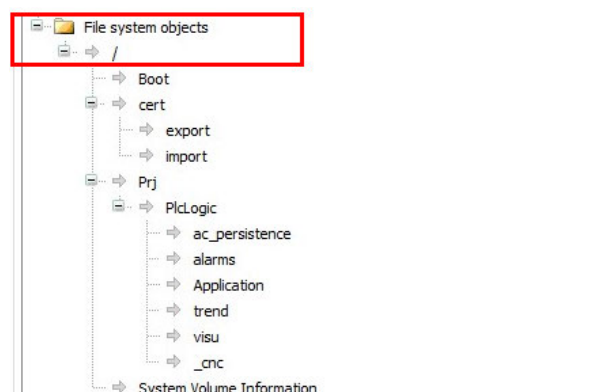 File system objects
/
Boot
cert
export
import
Prj
PlcLogic
ac_persistence
alarms
Application
trend
visu
_cnc
System Volume Information